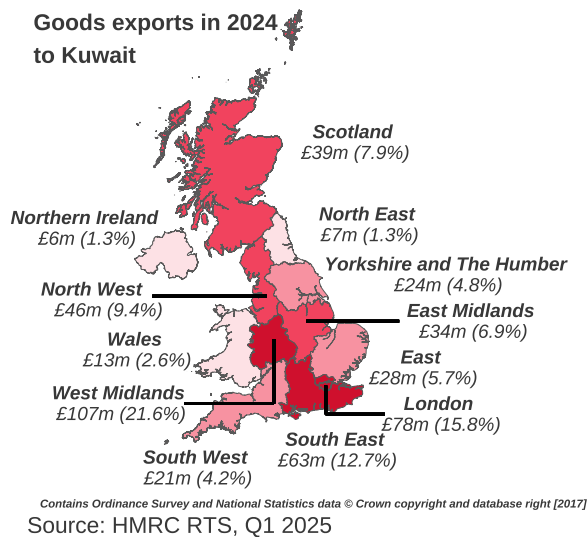 Goods exports in 2024
to Kuwait
Scotland
£39m (7.9%)
Northern Ireland
£6m (1.3%)
North East
£7m (1.3%)
Yorkshire and The Humber
£24m (4.8%)
North West
£46m (9.4%)
East Midlands
£34m (6.9%)
Wales
£13m (2.6%)
East
£28m (5.7%)
West Midlands
£107m (21.6%)
London
£78m (15.8%)
South East
£63m (12.7%)
South West
£21m (4.2%)
Contains Ordinance Survey and National Statistics data © Crown copyright and database right [2017]
Source: HMRC RTS, Q1 2025